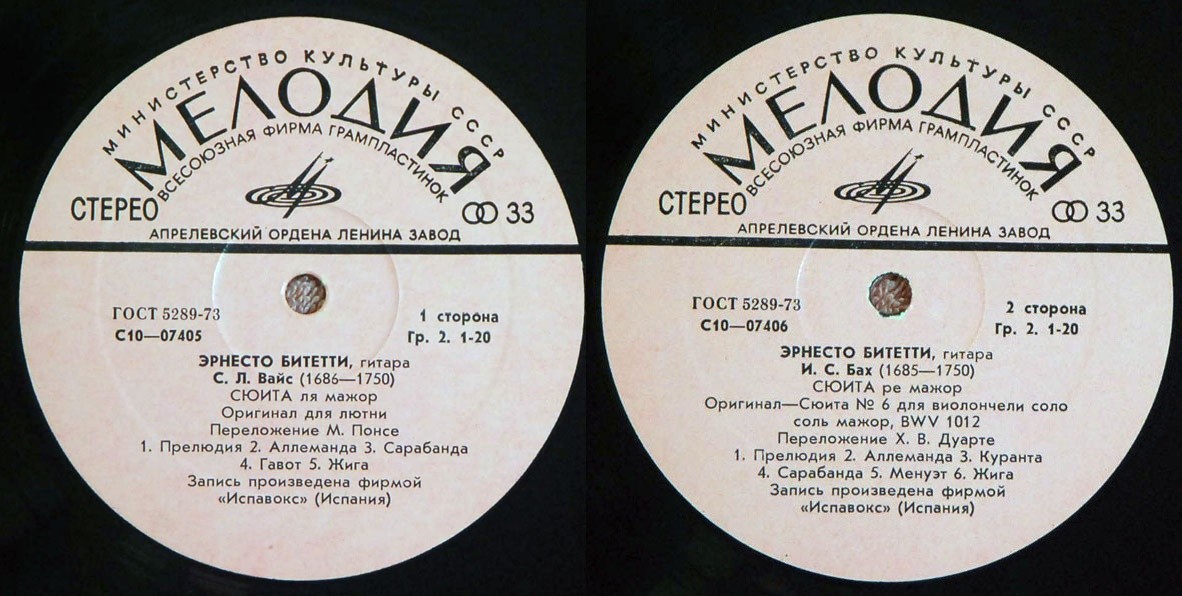 МИНИСТЕРСТВО КУЛЬТУРЫ СССР
МЕЛОДИЯ
ВСЕСОЮЗНАЯ ФИРМА ГРАМПЛАСТИНОК
СТЕРЕО
33
АПРЕЛЕВСКИЙ ОРДЕНА ЛЕНИНА ЗАВОД
ГОСТ 5289-73
1 сторона
С10—07405
Гр. 2. 1-20
ЭРНЕСТО БИТЕТТИ, гитара
С. Л. Вайс (1686—1750)
СЮИТА ля мажор
Оригинал для лютни
Переложение М. Понсе
1. Прелюдия 2. Аллеманда 3. Сарабанда
4. Гавот 5. Жига
Запись произведена фирмой
«Испавокс» (Испания)
МИНИСТЕРСТВО КУЛЬТУРЫ СССР
МЕЛОДИЯ
ВСЕСОЮЗНАЯ ФИРМА ГРАМПЛАСТИНОК
СТЕРЕО
33
АПРЕЛЕВСКИЙ ОРДЕНА ЛЕНИНА ЗАВОД
ГОСТ 5289-73
2 сторона
С10—07406
Гр. 2. 1-20
ЭРНЕСТО БИТЕТТИ, гитара
И. С. Бах (1685—1750)
СЮИТА ре мажор
Оригинал—Сюита № 6 для виолончели соло
соль мажор, BWV 1012
Переложение Х. В. Дуарте
1. Прелюдия 2. Аллеманда 3. Куранта
4. Сарабанда 5. Менуэт 6. Жига
Запись произведена фирмой
«Испавокс» (Испания)